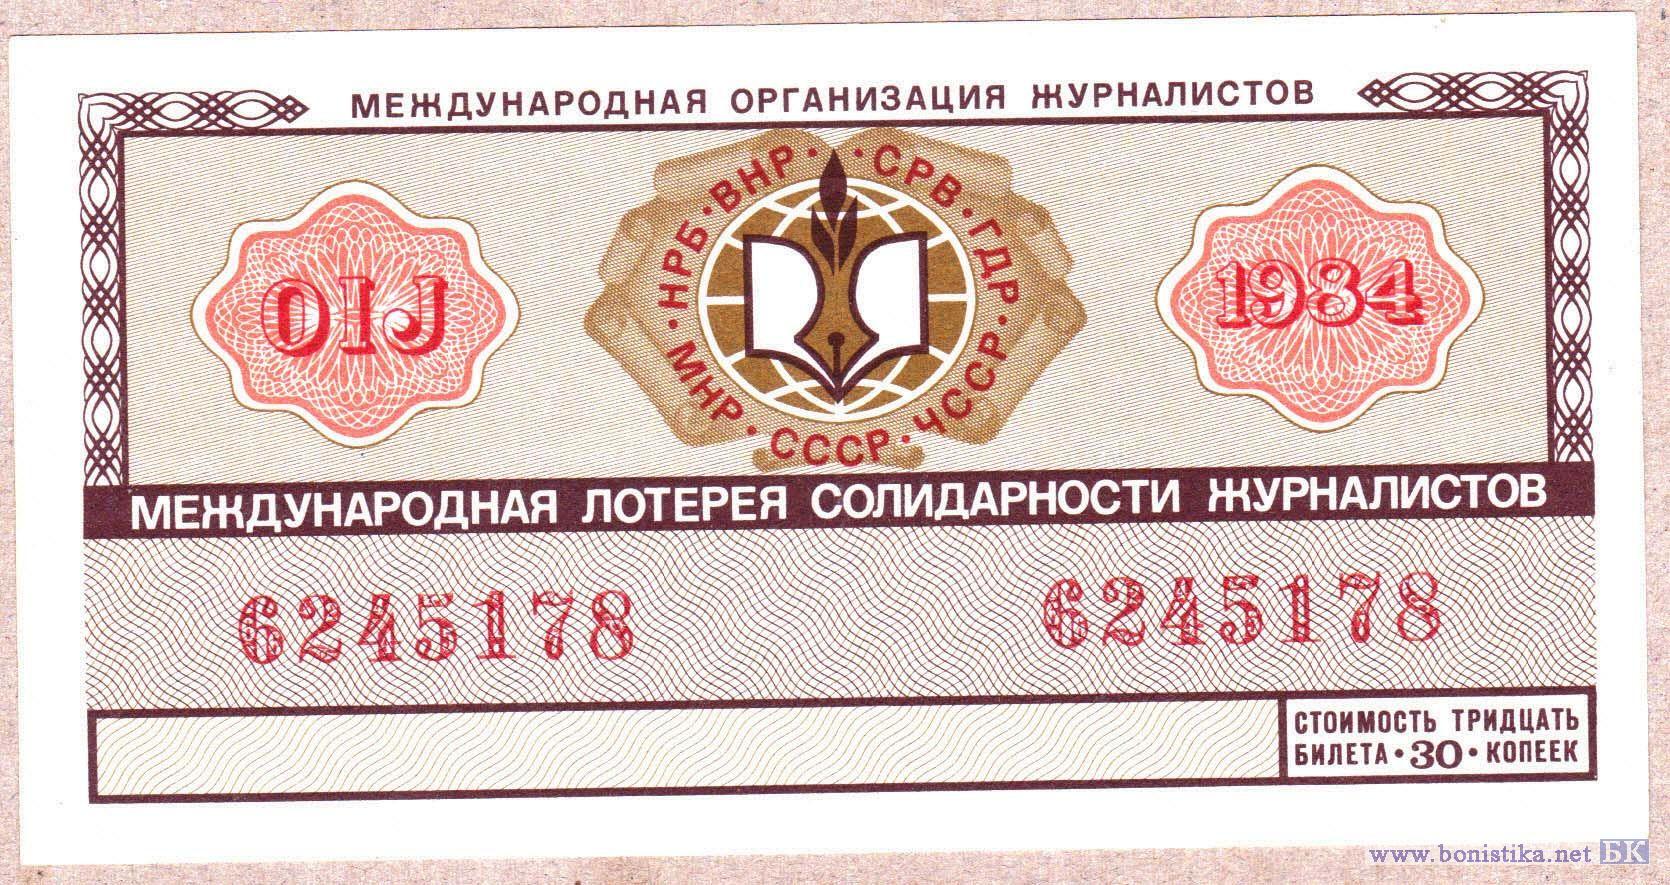 МЕЖДУНАРОДНАЯ ОРГАНИЗАЦИЯ ЖУРНАЛИСТОВ
МНР · НРБ · ВНР · · СРВ · ГДР · ЧССР · СССР ·
OIJ
1984
МЕЖДУНАРОДНАЯ ЛОТЕРЕЯ СОЛИДАРНОСТИ ЖУРНАЛИСТОВ
6245178 6245178
СТОИМОСТЬ ТРИДЦАТЬ
БИЛЕТА · 30 · КОПЕЕК
www.bonistika.net БК